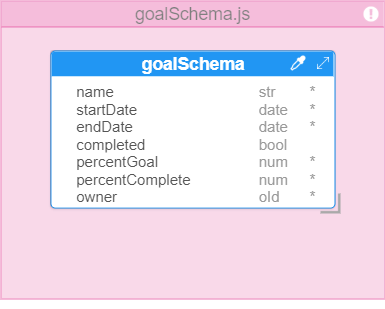 goalSchema.js
goalSchema
name str *
startDate date *
endDate date *
completed bool
percentGoal num *
percentComplete num *
owner oId *